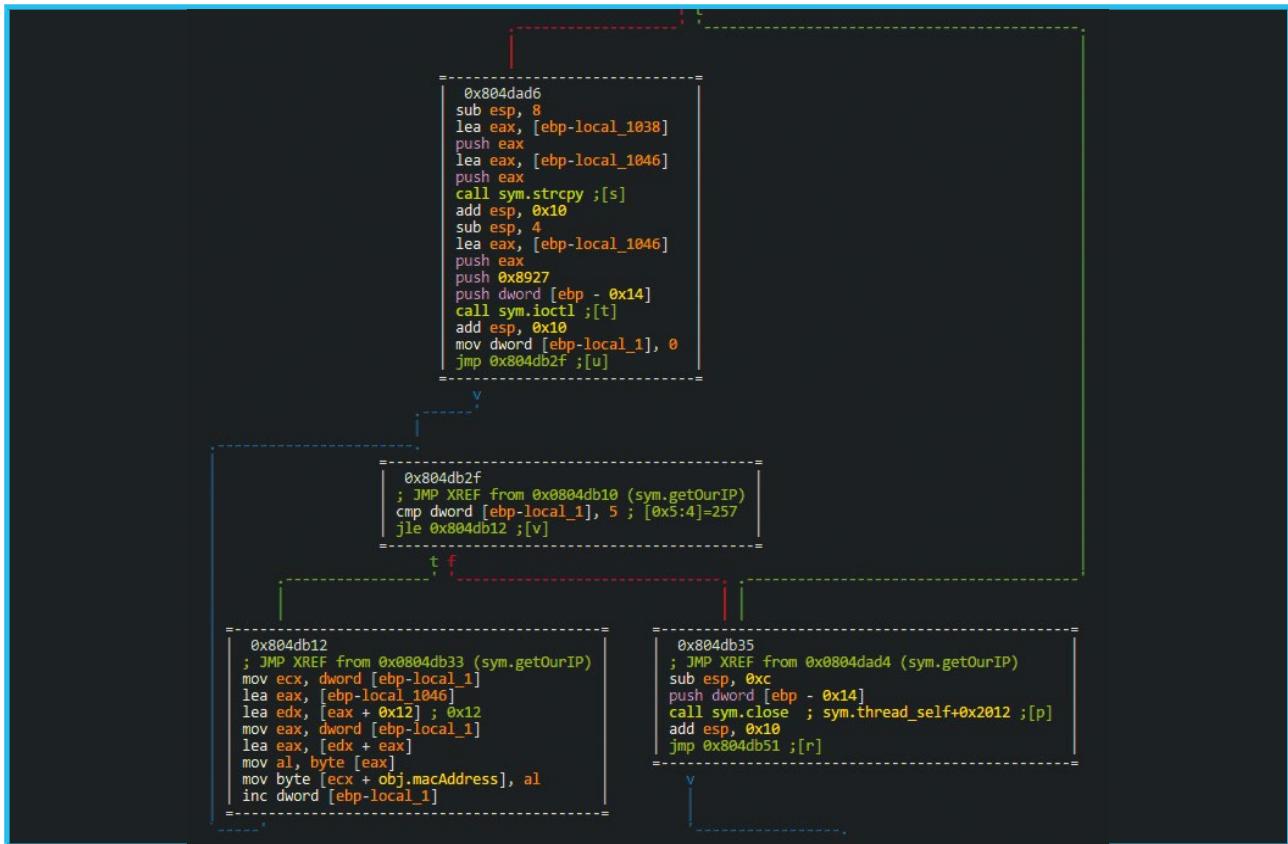 t
0x804dad6
sub esp, 8
lea eax, [ebp-local_1038]
push eax
lea eax, [ebp-local_1046]
push eax
call sym.strcpy ;[s]
add esp, 0x10
sub esp, 4
lea eax, [ebp-local_1046]
push eax
push 0x8927
push dword [ebp - 0x14]
call sym.ioctl ;[t]
add esp, 0x10
mov dword [ebp-local_1], 0
jmp 0x804db2f ;[u]
v
0x804db2f
; JMP XREF from 0x0804db10 (sym.getOurIP)
cmp dword [ebp-local_1], 5 ; [0x5:4]=257
jle 0x804db12 ;[v]
t f
0x804db12
; JMP XREF from 0x0804db33 (sym.getOurIP)
mov ecx, dword [ebp-local_1]
lea eax, [ebp-local_1046]
lea edx, [eax + 0x12] ; 0x12
mov eax, dword [ebp-local_1]
lea eax, [edx + eax]
mov al, byte [eax]
mov byte [ecx + obj.macAddress], al
inc dword [ebp-local_1]
0x804db35
; JMP XREF from 0x0804dad4 (sym.getOurIP)
sub esp, 0xc
push dword [ebp - 0x14]
call sym.close ; sym.thread_self+0x2012 ;[p]
add esp, 0x10
jmp 0x804db51 ;[r]
v